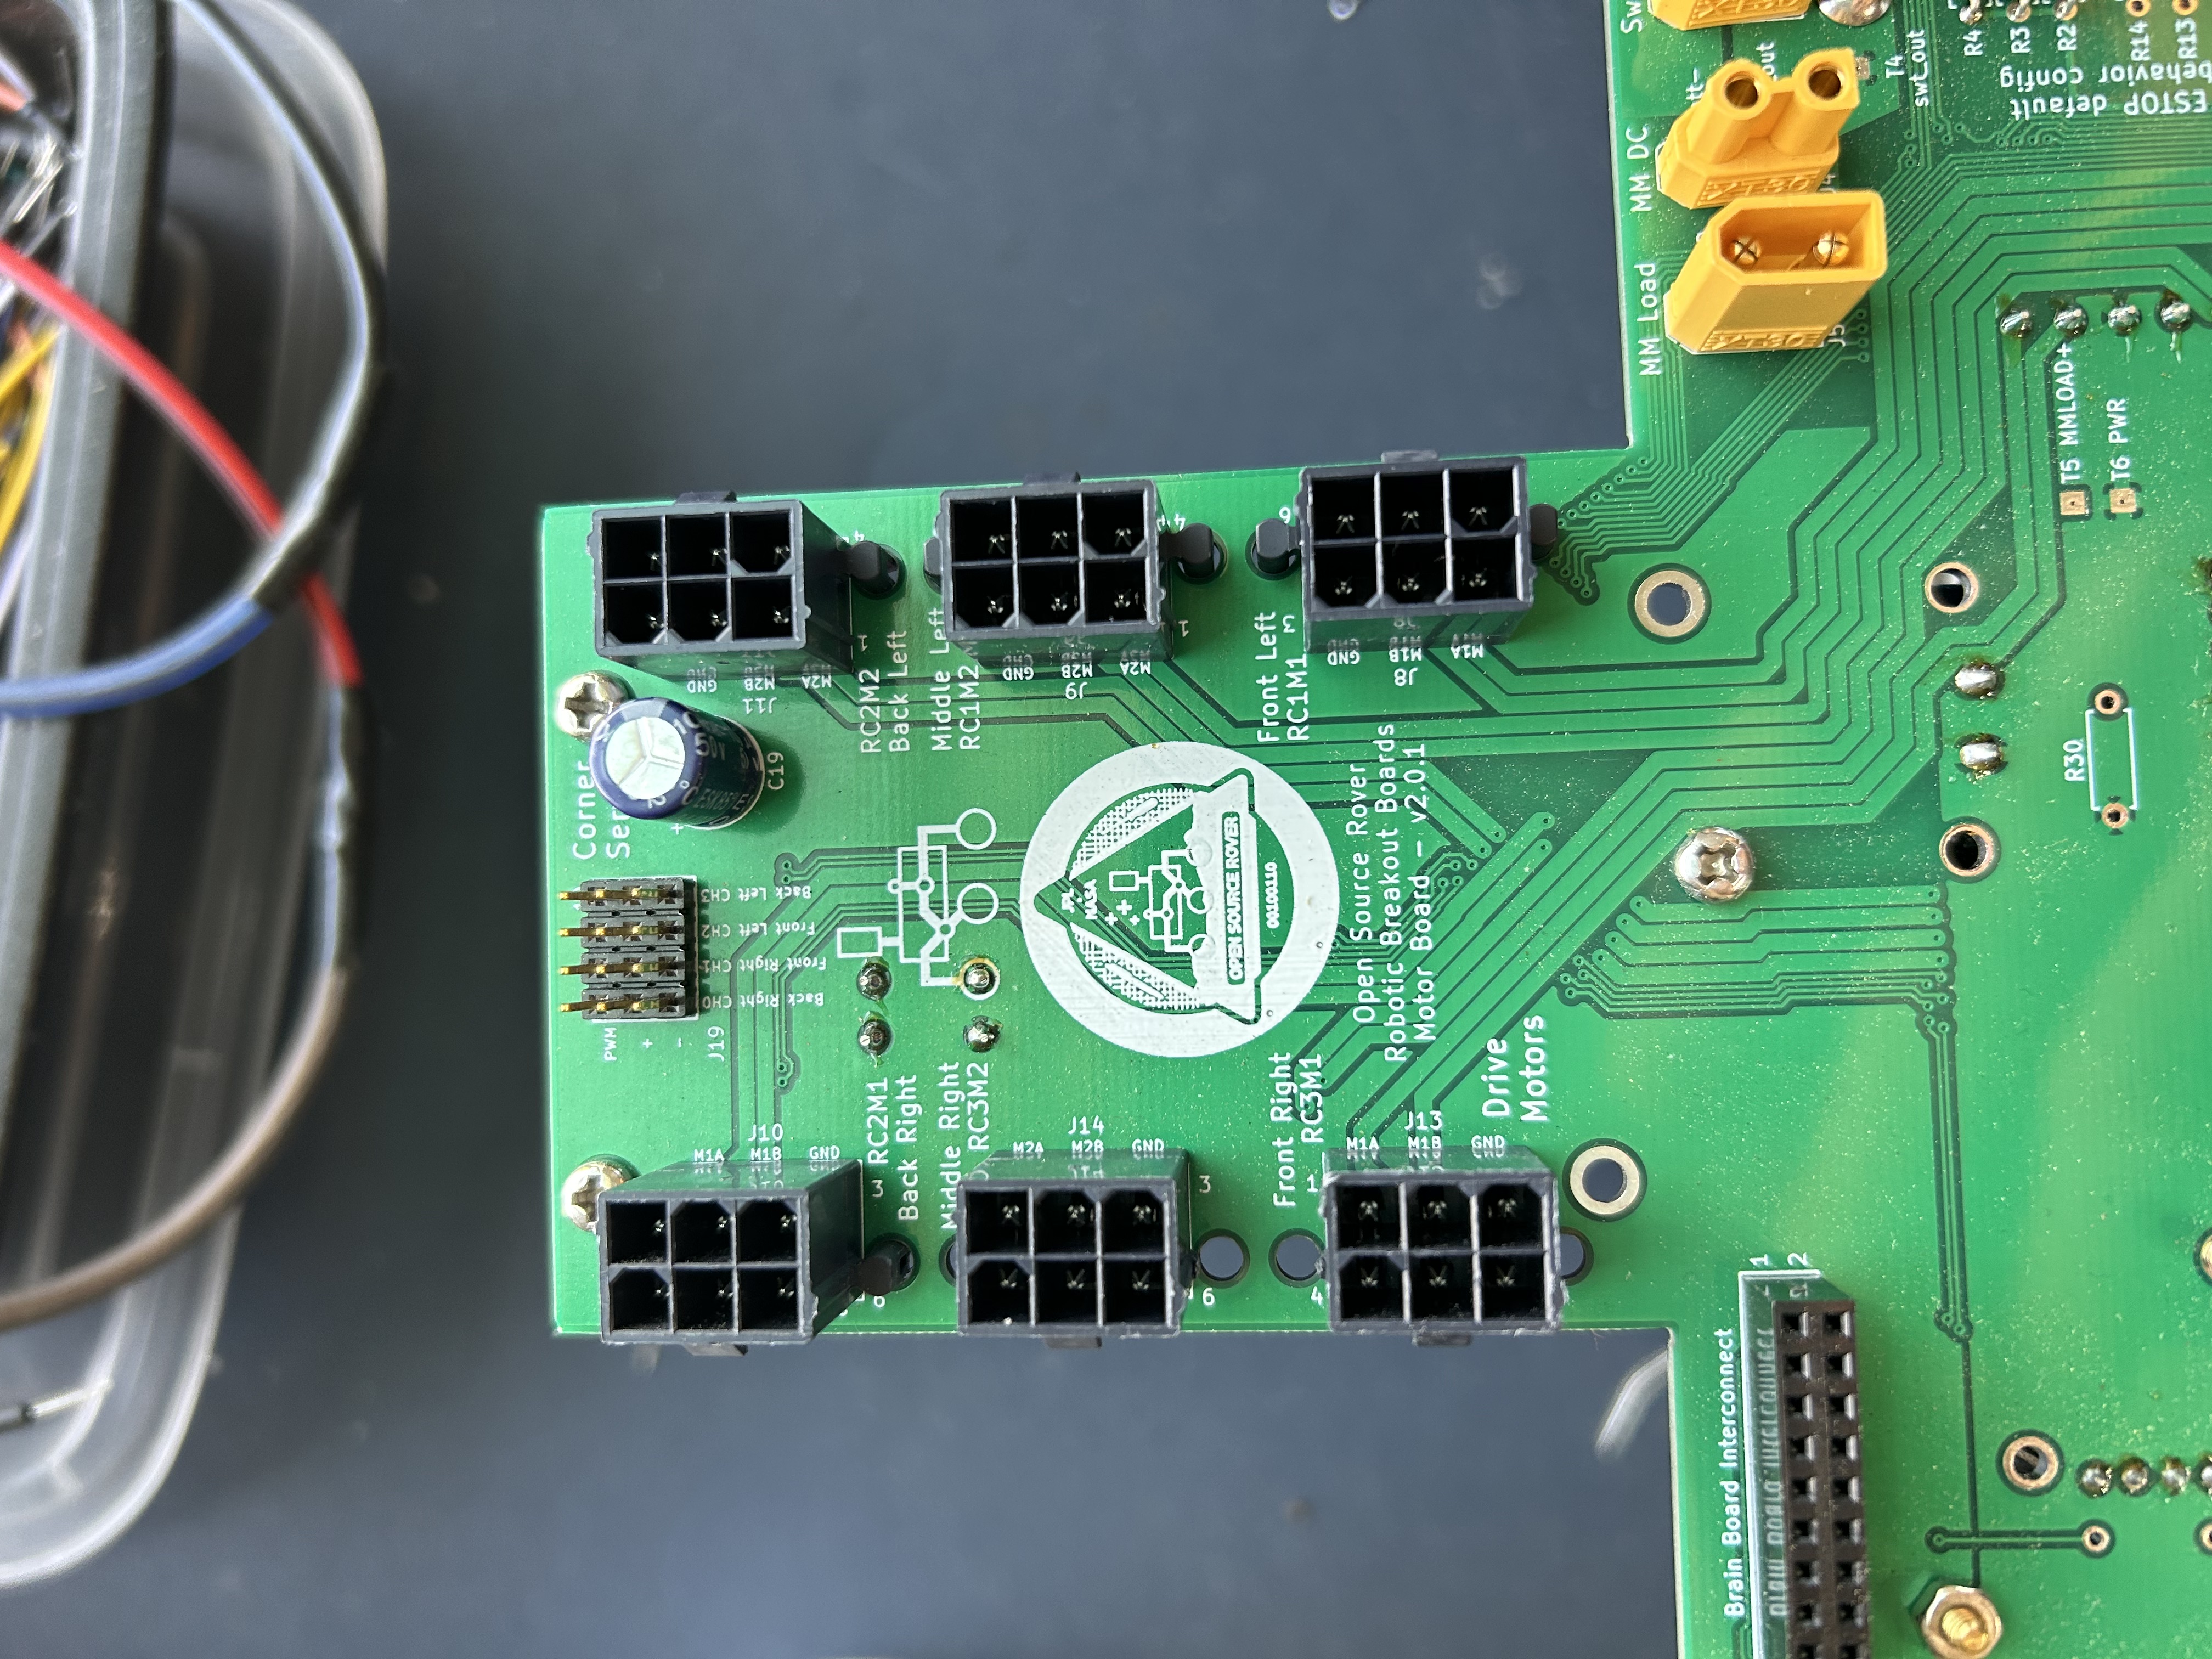 Corner
PWM
+
-
+
J19
Back Right CH0
Front Right CH1
Front Left CH2
Back Left CH3
50V
C19
M1A
M1B
GND
J10
3
RC2M1
Back Right
GND
M2B
M2A
J11
1
4
RC2M2
Back Left
Middle Right
RC3M2
M2A
M2B
GND
J14
6
3
Middle Left
RC1M2
GND
M2B
M2A
J9
1
4
JPL
NASA
OPEN SOURCE ROVER
00100110
Front Right
RC3M1
4
1
M1A
M1B
GND
J13
Front Left
RC1M1
3
6
GND
M1B
M1A
J8
Open Source Rover
Robotic Breakout Boards
Motor Board - v2.0.1
Drive
Motors
MM Load
MM DC
Brain Board Interconnect
1
2
J5
T4
swt_out
R4
R3
R2
R14
R13
ESTOP default
behavior config
R30
T5 MMLOAD+
T6 PWR